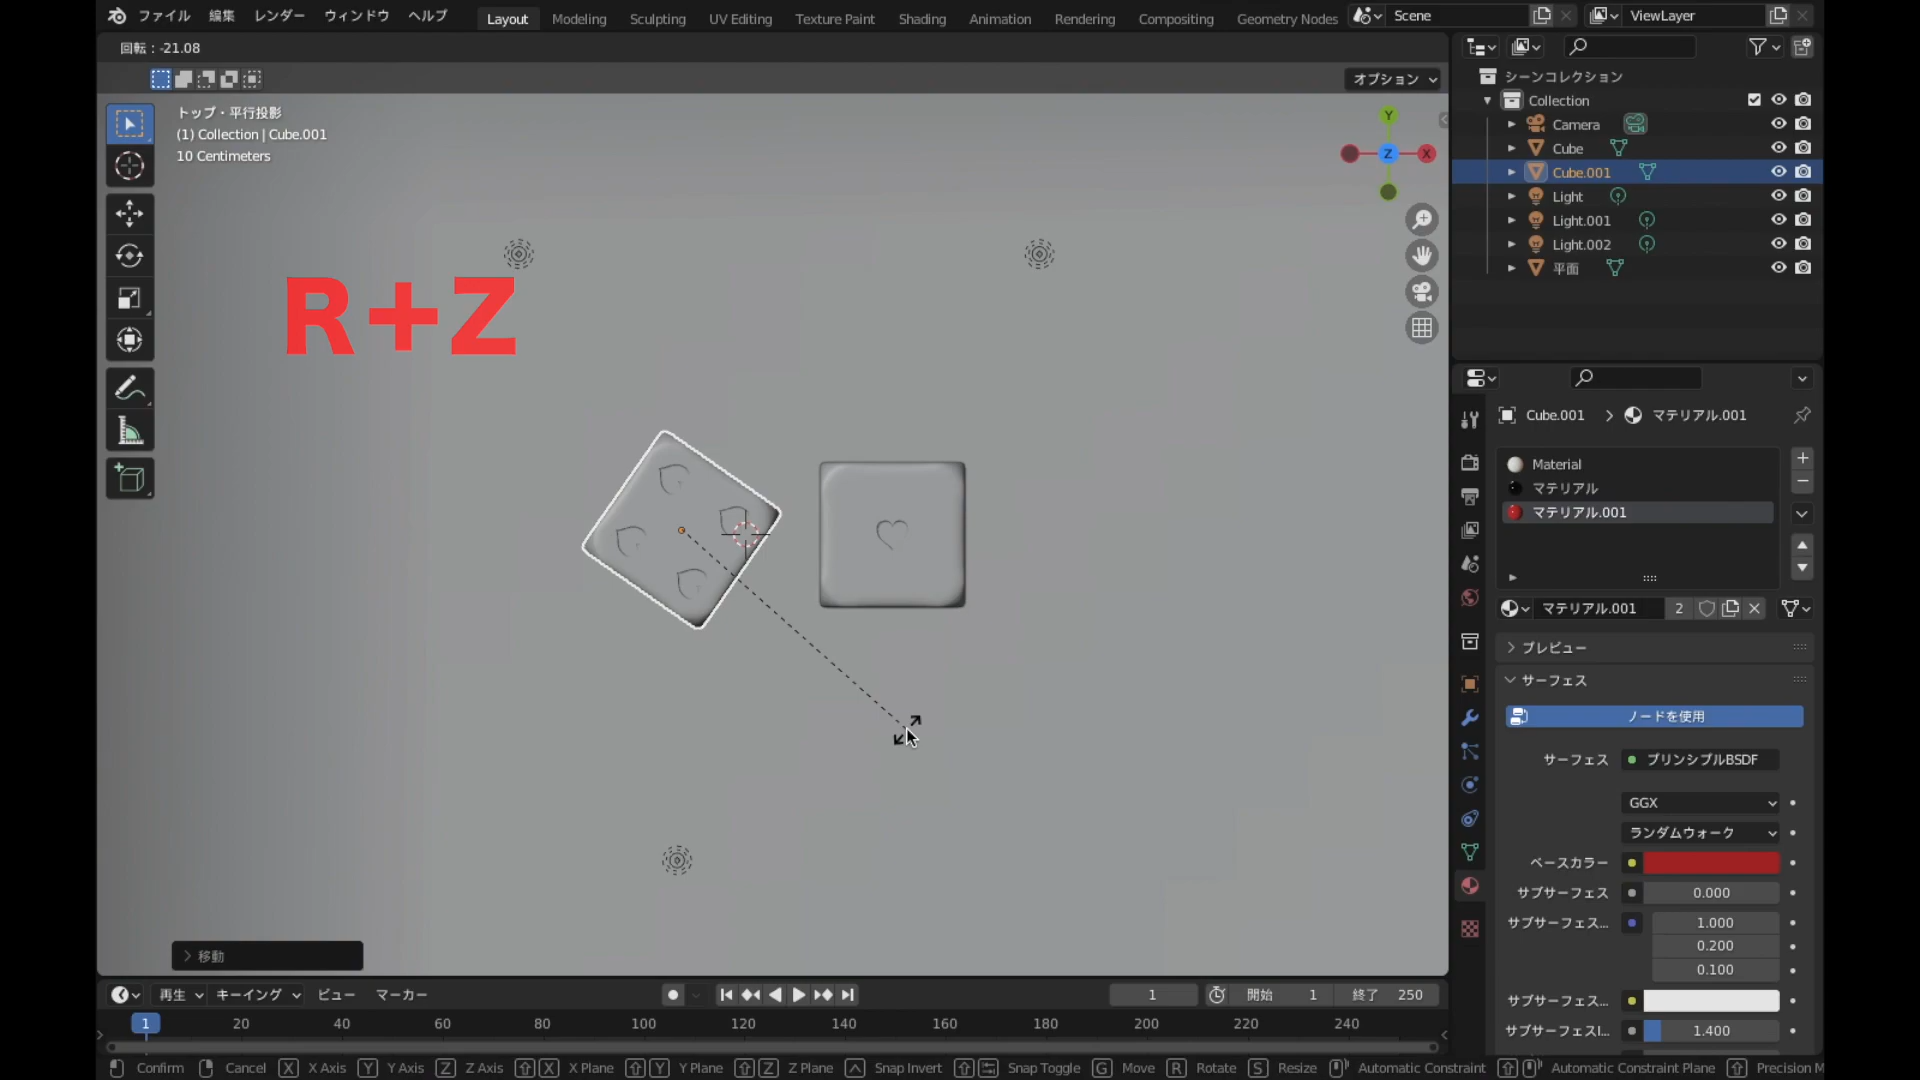 ファイル 編集 レンダー ウィンドウ ヘルプ Layout Modeling Sculpting UV Editing Texture Paint Shading Animation Rendering Compositing Geometry Nodes Scene ViewLayer
回転 : -21.08
オプション
トップ・平行投影
(1) Collection | Cube.001
10 Centimeters
Y
Z
X
R+Z
移動
シーンコレクション
Collection
Camera
Cube
Cube.001
Light
Light.001
Light.002
平面
Cube.001 マテリアル.001
Material
マテリアル
マテリアル.001
マテリアル.001 2
プレビュー
サーフェス
ノードを使用
サーフェス プリンシプルBSDF
GGX
ランダムウォーク
ベースカラー
サブサーフェス 0.000
サブサーフェス... 1.000
0.200
0.100
サブサーフェス...
サブサーフェスI... 1.400
再生 キーイング ビュー マーカー 1 開始 1 終了 250
1 20 40 60 80 100 120 140 160 180 200 220 240
Confirm Cancel X X Axis Y Y Axis Z Z Axis X X Plane Y Y Plane Z Z Plane Snap Invert Snap Toggle G Move R Rotate S Resize Automatic Constraint Automatic Constraint Plane Precision M